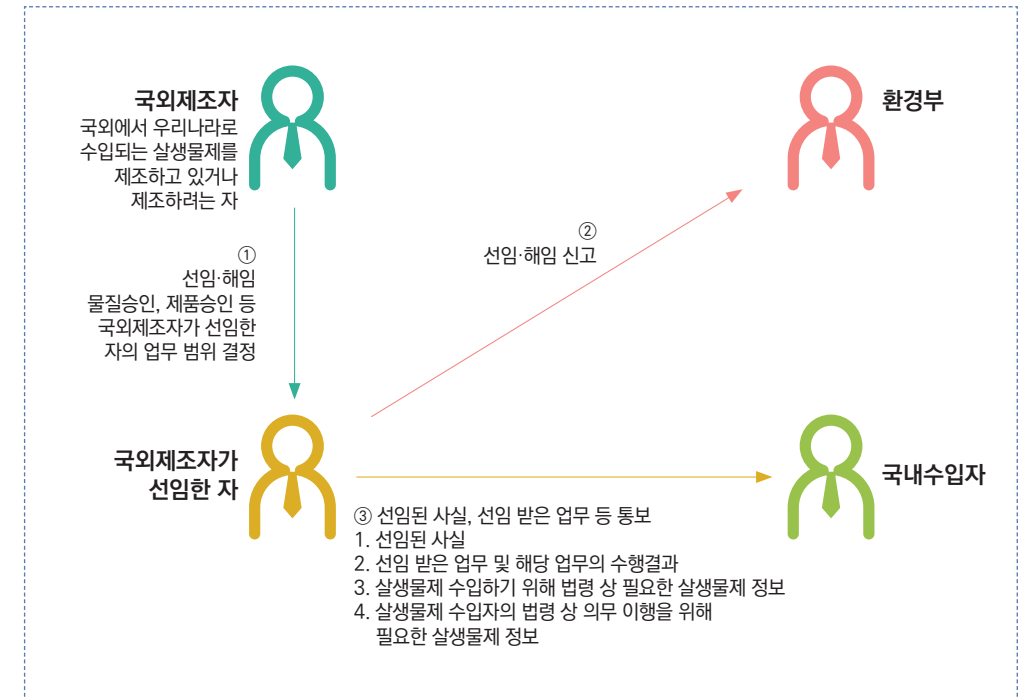 국외제조자
국외에서 우리나라로
수입되는 살생물제를
제조하고 있거나
제조하려는 자
환경부
①
선임·해임
물질승인, 제품승인 등
국외제조자가 선임한
자의 업무 범위 결정
②
선임·해임 신고
국외제조자가
선임한 자
국내수입자
③ 선임된 사실, 선임 받은 업무 등 통보
1. 선임된 사실
2. 선임 받은 업무 및 해당 업무의 수행결과
3. 살생물제 수입하기 위해 법령 상 필요한 살생물제 정보
4. 살생물제 수입자의 법령 상 의무 이행을 위해
필요한 살생물제 정보